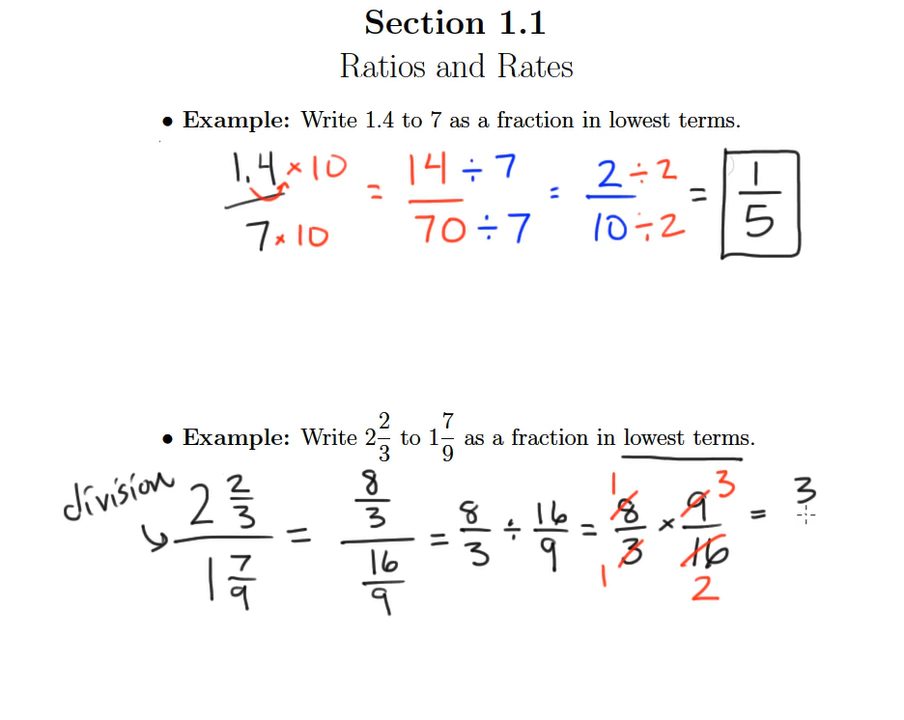 Section 1.1
Ratios and Rates
• Example: Write 1.4 to 7 as a fraction in lowest terms.
1.4 × 10 / 7 × 10 = 14 ÷ 7 / 70 ÷ 7 = 2 ÷ 2 / 10 ÷ 2 = 1/5
• Example: Write 2 2/3 to 1 7/9 as a fraction in lowest terms.
division
2 2/3 / 1 7/9 = 8/3 / 16/9 = 8/3 ÷ 16/9 = 1 8 / 1 3 × 9 3 / 16 2 = 3